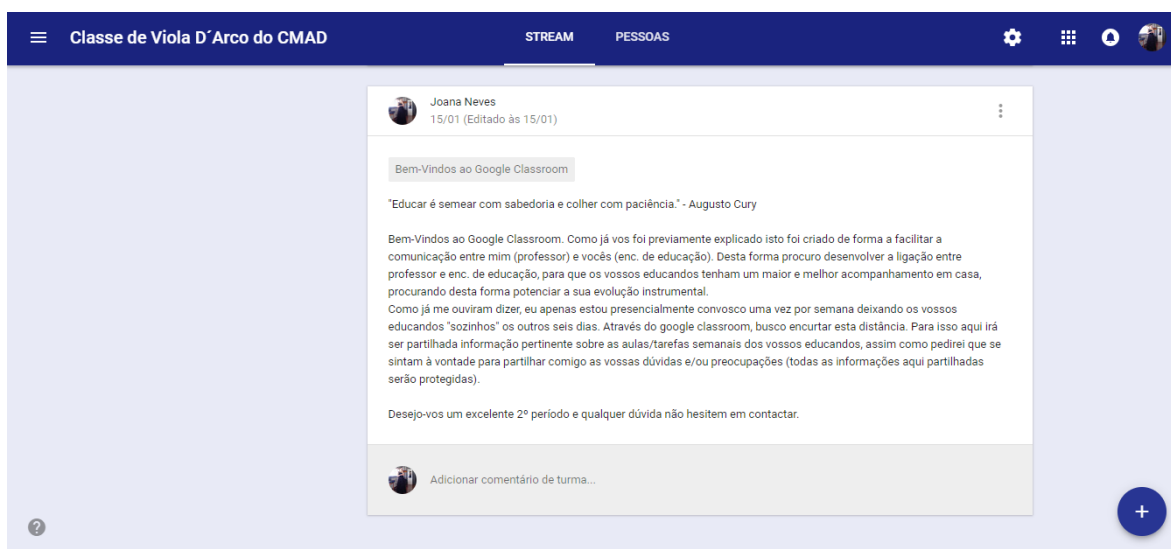 Classe de Viola D´Arco do CMAD
STREAM
PESSOAS
Joana Neves
15/01 (Editado às 15/01)
Bem-Vindos ao Google Classroom
"Educar é semear com sabedoria e colher com paciência." - Augusto Cury
Bem-Vindos ao Google Classroom. Como já vos foi previamente explicado isto foi criado de forma a facilitar a
comunicação entre mim (professor) e vocês (enc. de educação). Desta forma procuro desenvolver a ligação entre
professor e enc. de educação, para que os vossos educandos tenham um maior e melhor acompanhamento em casa,
procurando desta forma potenciar a sua evolução instrumental.
Como já me ouviram dizer, eu apenas estou presencialmente convosco uma vez por semana deixando os vossos
educandos "sozinhos" os outros seis dias. Através do google classroom, busco encurtar esta distância. Para isso aqui irá
ser partilhada informação pertinente sobre as aulas/tarefas semanais dos vossos educandos, assim como pedirei que se
sintam à vontade para partilhar comigo as vossas dúvidas e/ou preocupações (todas as informações aqui partilhadas
serão protegidas).
Desejo-vos um excelente 2º período e qualquer dúvida não hesitem em contactar.
Adicionar comentário de turma...